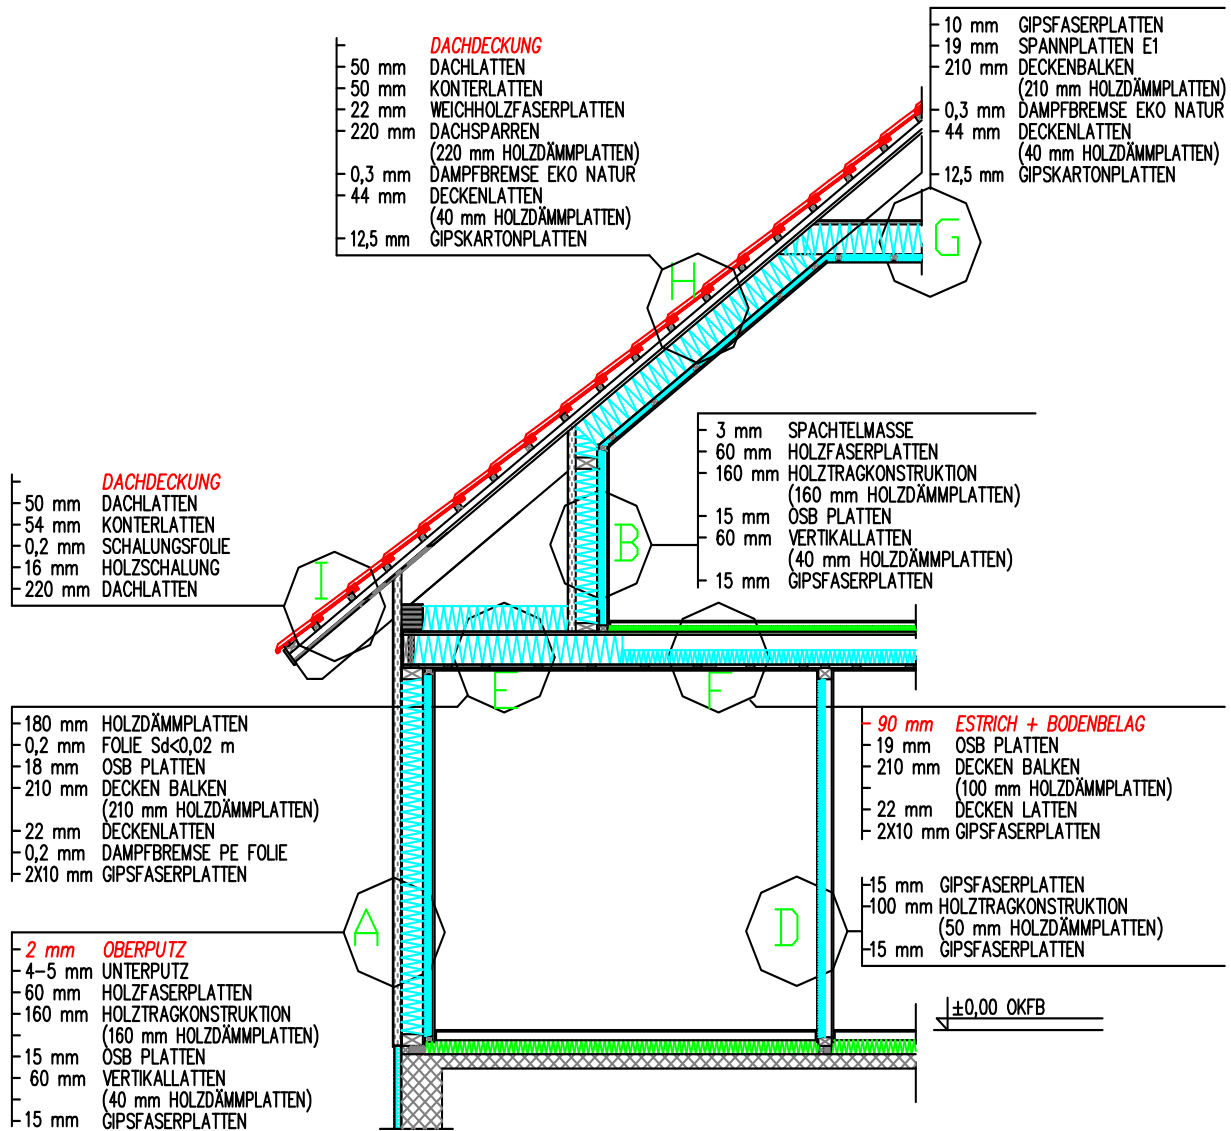 DACHDECKUNG
50 mm DACHLATTEN
50 mm KONTERLATTEN
22 mm WEICHHOLZFASERPLATTEN
220 mm DACHSPARREN
(220 mm HOLZDÄMMPLATTEN)
0,3 mm DAMPFBREMSE EKO NATUR
44 mm DECKENLATTEN
(40 mm HOLZDÄMMPLATTEN)
12,5 mm GIPSKARTONPLATTEN
10 mm GIPSFASERPLATTEN
19 mm SPANNPLATTEN E1
210 mm DECKENBALKEN
(210 mm HOLZDÄMMPLATTEN)
0,3 mm DAMPFBREMSE EKO NATUR
44 mm DECKENLATTEN
(40 mm HOLZDÄMMPLATTEN)
12,5 mm GIPSKARTONPLATTEN
G
H
3 mm SPACHTELMASSE
60 mm HOLZFASERPLATTEN
160 mm HOLZTRAGKONSTRUKTION
(160 mm HOLZDÄMMPLATTEN)
15 mm OSB PLATTEN
60 mm VERTIKALLATTEN
(40 mm HOLZDÄMMPLATTEN)
15 mm GIPSFASERPLATTEN
B
DACHDECKUNG
50 mm DACHLATTEN
54 mm KONTERLATTEN
0,2 mm SCHALUNGSFOLIE
16 mm HOLZSCHALUNG
220 mm DACHLATTEN
I
E
F
180 mm HOLZDÄMMPLATTEN
0,2 mm FOLIE Sd<0,02 m
18 mm OSB PLATTEN
210 mm DECKEN BALKEN
(210 mm HOLZDÄMMPLATTEN)
22 mm DECKENLATTEN
0,2 mm DAMPFBREMSE PE FOLIE
2X10 mm GIPSFASERPLATTEN
90 mm ESTRICH + BODENBELAG
19 mm OSB PLATTEN
210 mm DECKEN BALKEN
(100 mm HOLZDÄMMPLATTEN)
22 mm DECKEN LATTEN
2X10 mm GIPSFASERPLATTEN
15 mm GIPSFASERPLATTEN
100 mm HOLZTRAGKONSTRUKTION
(50 mm HOLZDÄMMPLATTEN)
15 mm GIPSFASERPLATTEN
A
D
2 mm OBERPUTZ
4-5 mm UNTERPUTZ
60 mm HOLZFASERPLATTEN
160 mm HOLZTRAGKONSTRUKTION
(160 mm HOLZDÄMMPLATTEN)
15 mm OSB PLATTEN
60 mm VERTIKALLATTEN
(40 mm HOLZDÄMMPLATTEN)
15 mm GIPSFASERPLATTEN
±0,00 OKFB